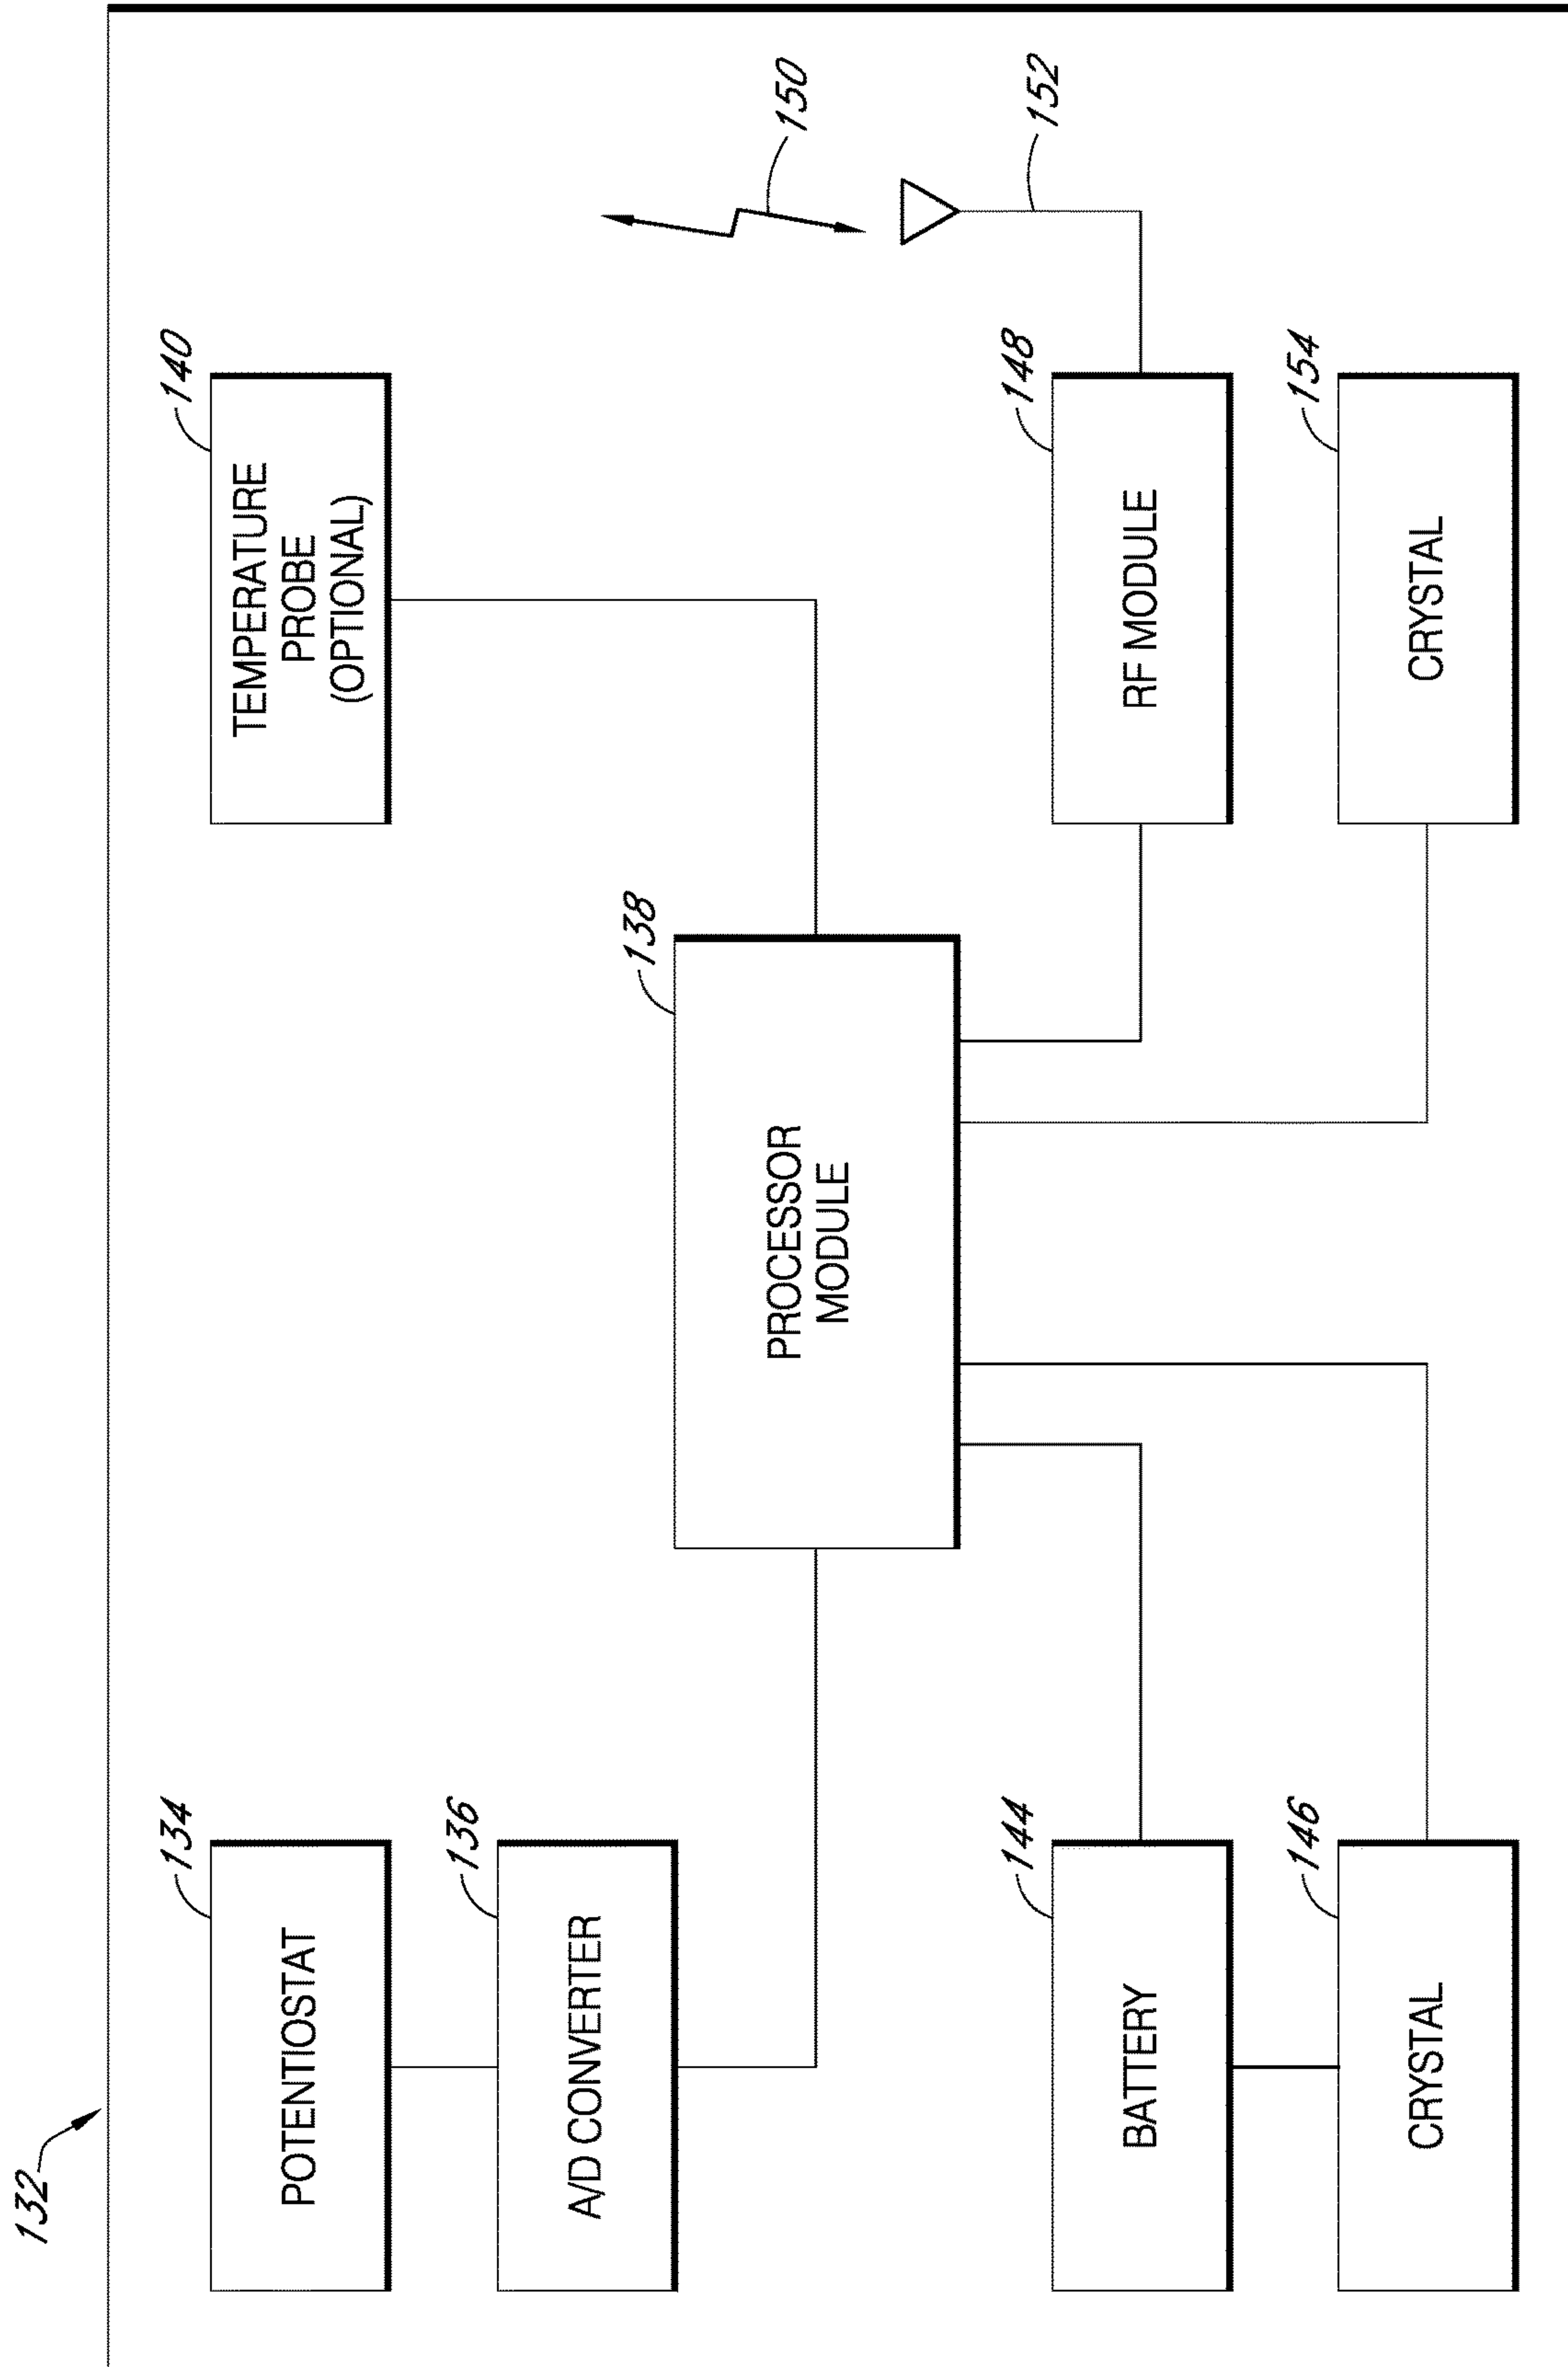 132
134
POTENTIOSTAT
140
TEMPERATURE
PROBE
(OPTIONAL)
136
A/D CONVERTER
138
PROCESSOR
MODULE
150
152
144
BATTERY
148
RF MODULE
146
CRYSTAL
154
CRYSTAL